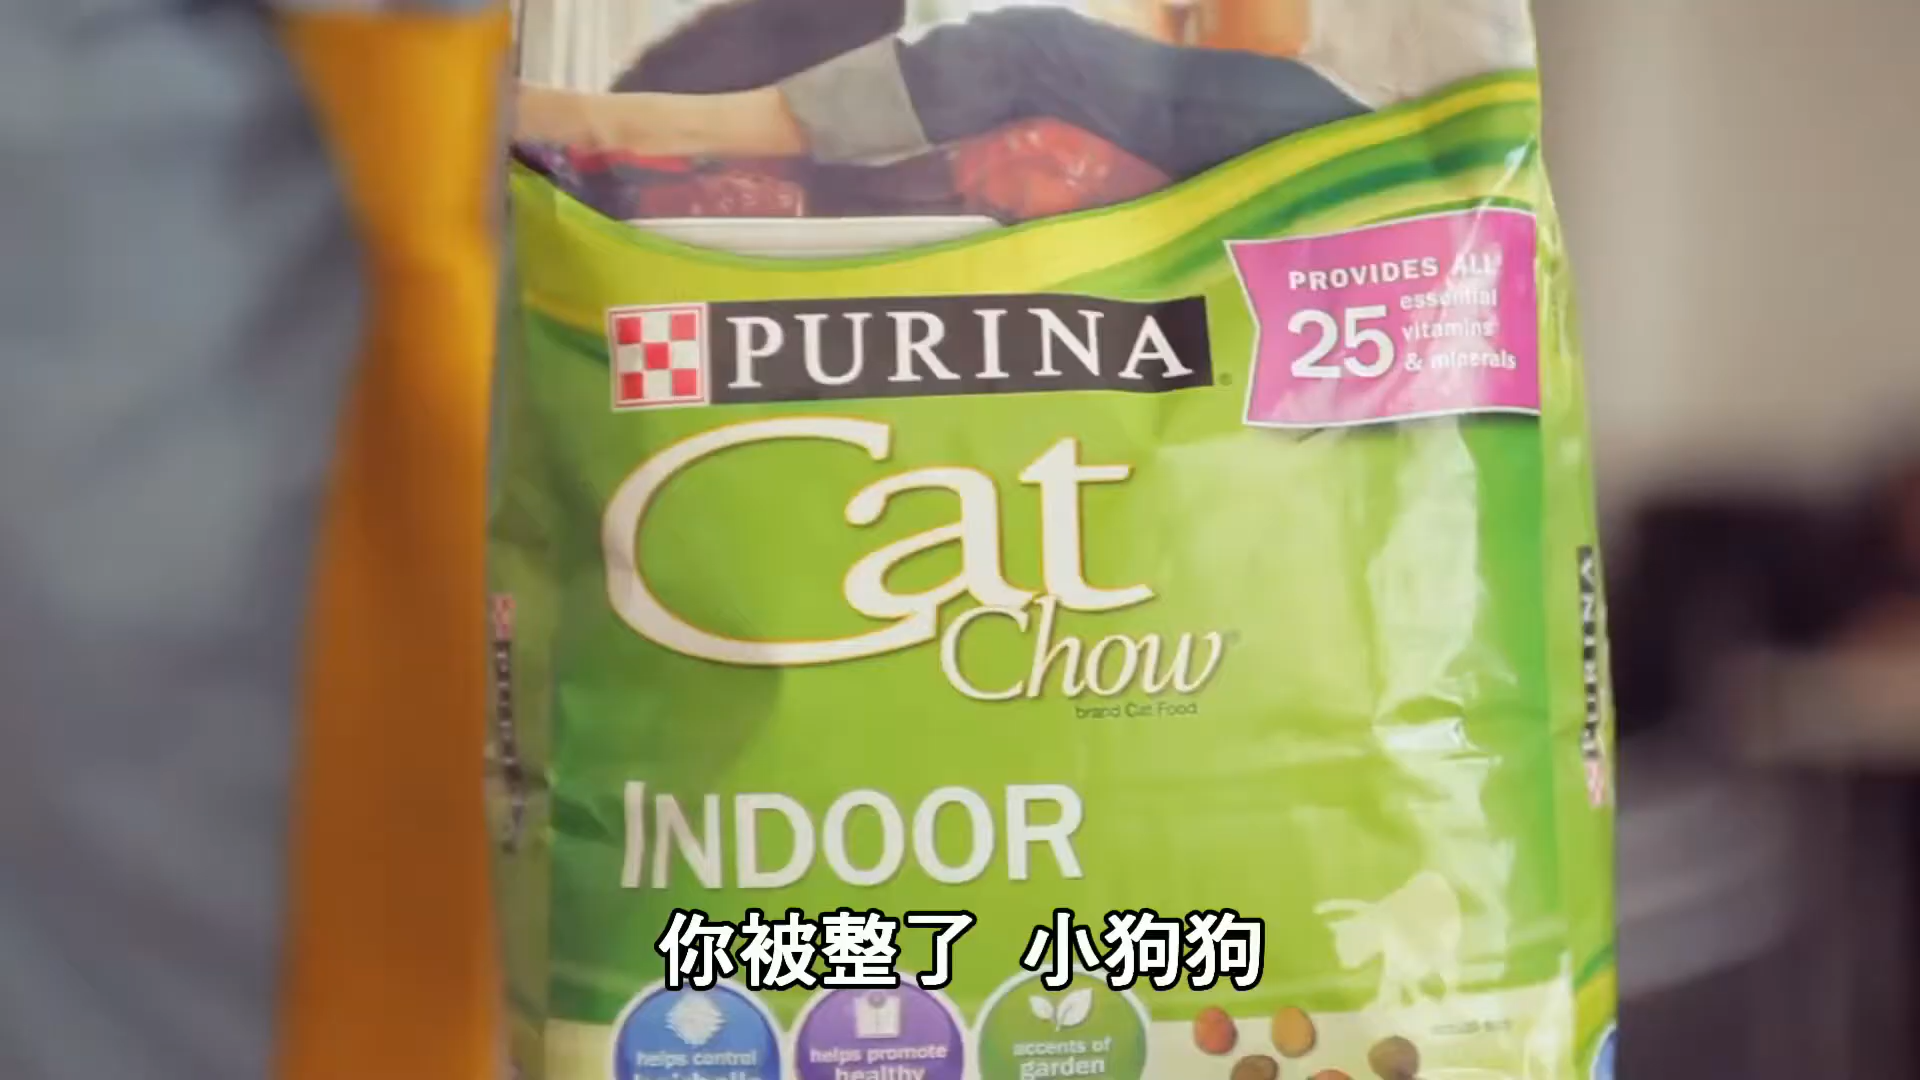 PROVIDES ALL
25 essential
vitamins
& minerals
PURINA
Cat
Chow
brand Cat Food
INDOOR
PURINA
你被整了 小狗狗
helps control
helps promote
healthy
accents of
garden